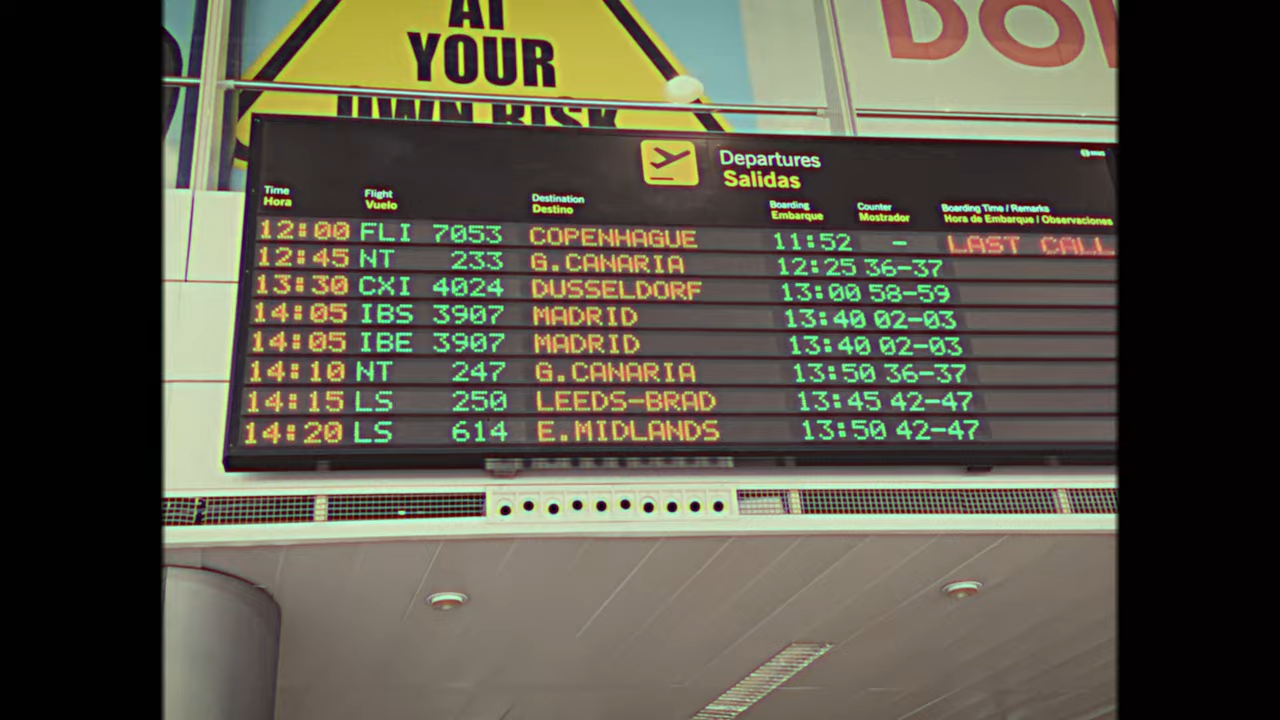 AT
YOUR
OWN RISK
DO
Departures
Salidas
Time Flight Destination Boarding Counter Boarding Time / Remarks
Hora Vuelo Destino Embarque Mostrador Hora de Embarque / Observaciones
12:00 FLI 7053 COPENHAGUE 11:52 - LAST CALL
12:45 NT 233 G.CANARIA 12:25 36-37
13:30 CXI 4024 DUSSELDORF 13:00 58-59
14:05 IBS 3907 MADRID 13:40 02-03
14:05 IBE 3907 MADRID 13:40 02-03
14:10 NT 247 G.CANARIA 13:50 36-37
14:15 LS 250 LEEDS-BRAD 13:45 42-47
14:20 LS 614 E.MIDLANDS 13:50 42-47